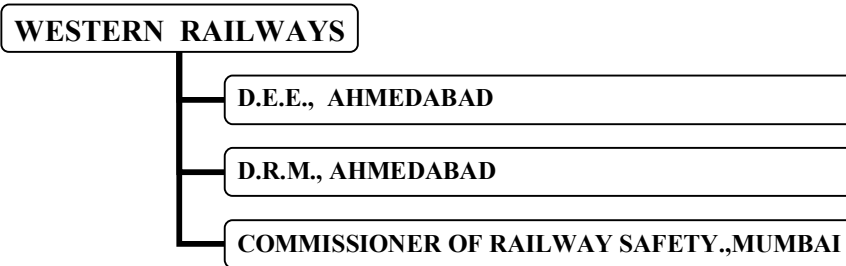 WESTERN RAILWAYS
D.E.E., AHMEDABAD
D.R.M., AHMEDABAD
COMMISSIONER OF RAILWAY SAFETY.,MUMBAI